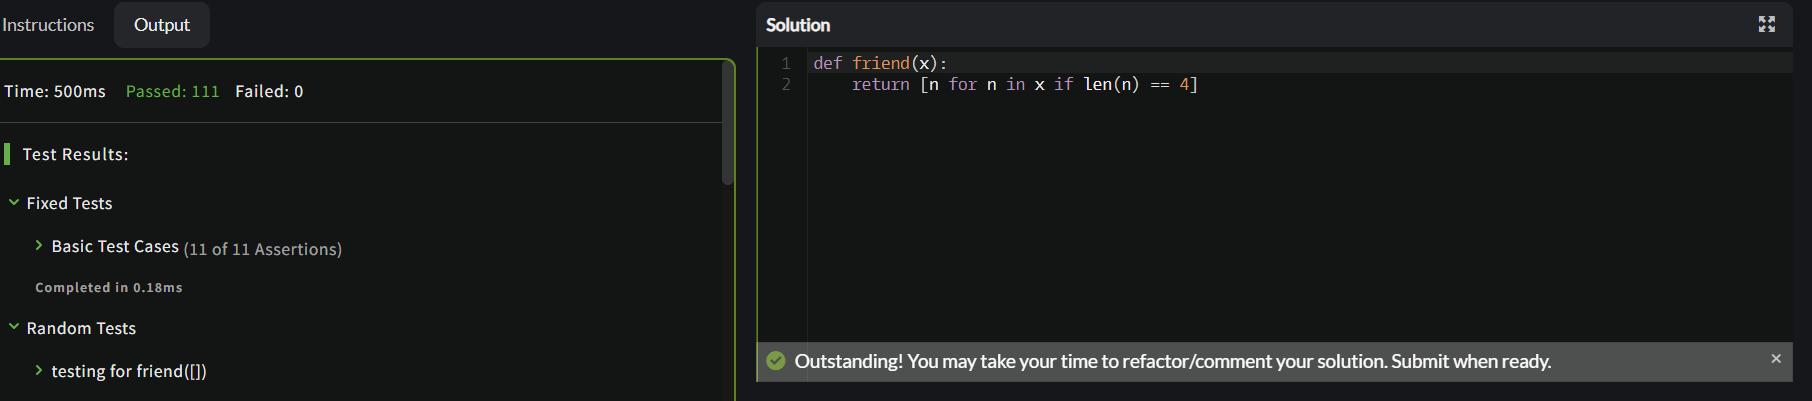 Instructions
Output
Time: 500ms Passed: 111 Failed: 0
Test Results:
Fixed Tests
Basic Test Cases (11 of 11 Assertions)
Completed in 0.18ms
Random Tests
testing for friend([])
Solution
1 def friend(x):
2     return [n for n in x if len(n) == 4]
Outstanding! You may take your time to refactor/comment your solution. Submit when ready.